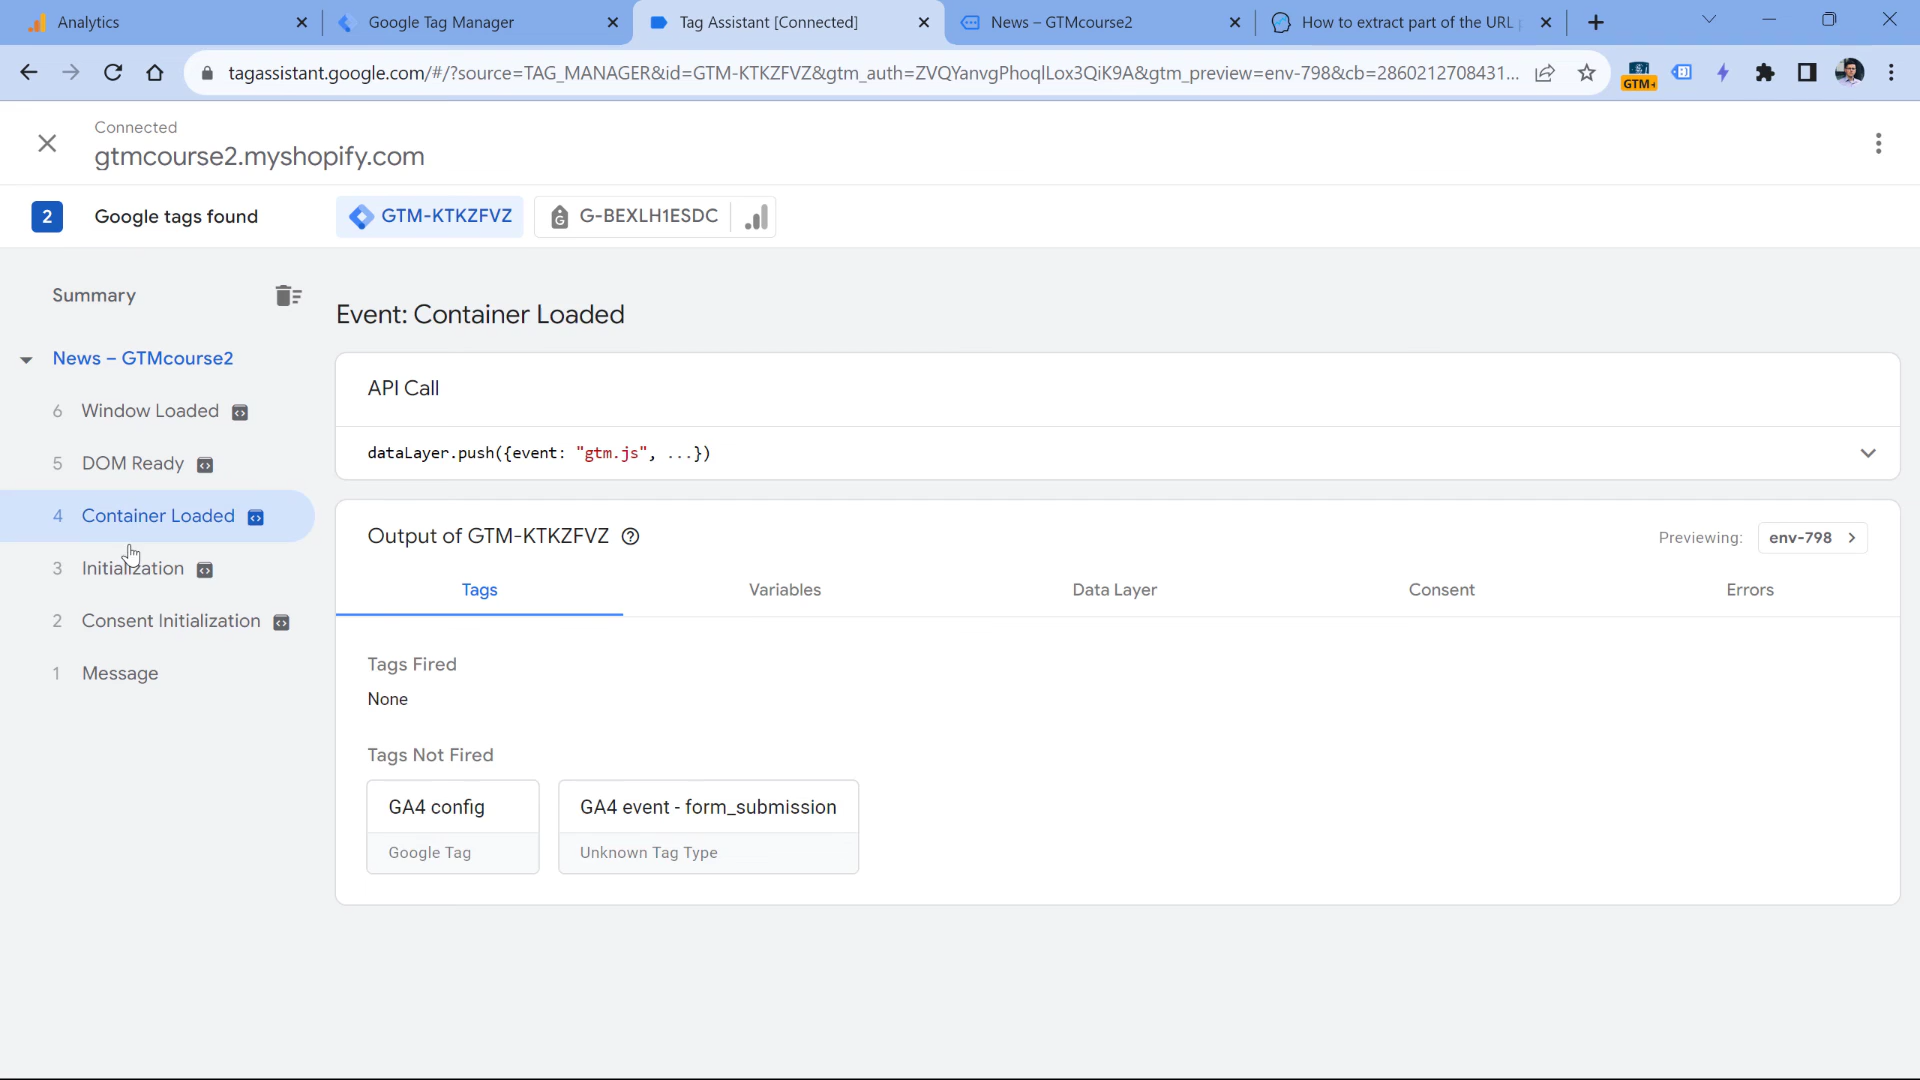 Analytics
Google Tag Manager
Tag Assistant [Connected]
News – GTMcourse2
How to extract part of the URL
tagassistant.google.com/#/?source=TAG_MANAGER&id=GTM-KTKZFVZ&gtm_auth=ZVQYanvgPhoqlLox3QiK9A&gtm_preview=env-798&cb=2860212708431...
GTM
Connected
gtmcourse2.myshopify.com
2 Google tags found
GTM-KTKZFVZ
G-BEXLH1ESDC
Summary
News – GTMcourse2
6 Window Loaded
5 DOM Ready
4 Container Loaded
3 Initialization
2 Consent Initialization
1 Message
Event: Container Loaded
API Call
dataLayer.push({event: "gtm.js", ...})
Output of GTM-KTKZFVZ
Previewing: env-798
Tags Variables Data Layer Consent Errors
Tags Fired
None
Tags Not Fired
GA4 config
Google Tag
GA4 event - form_submission
Unknown Tag Type